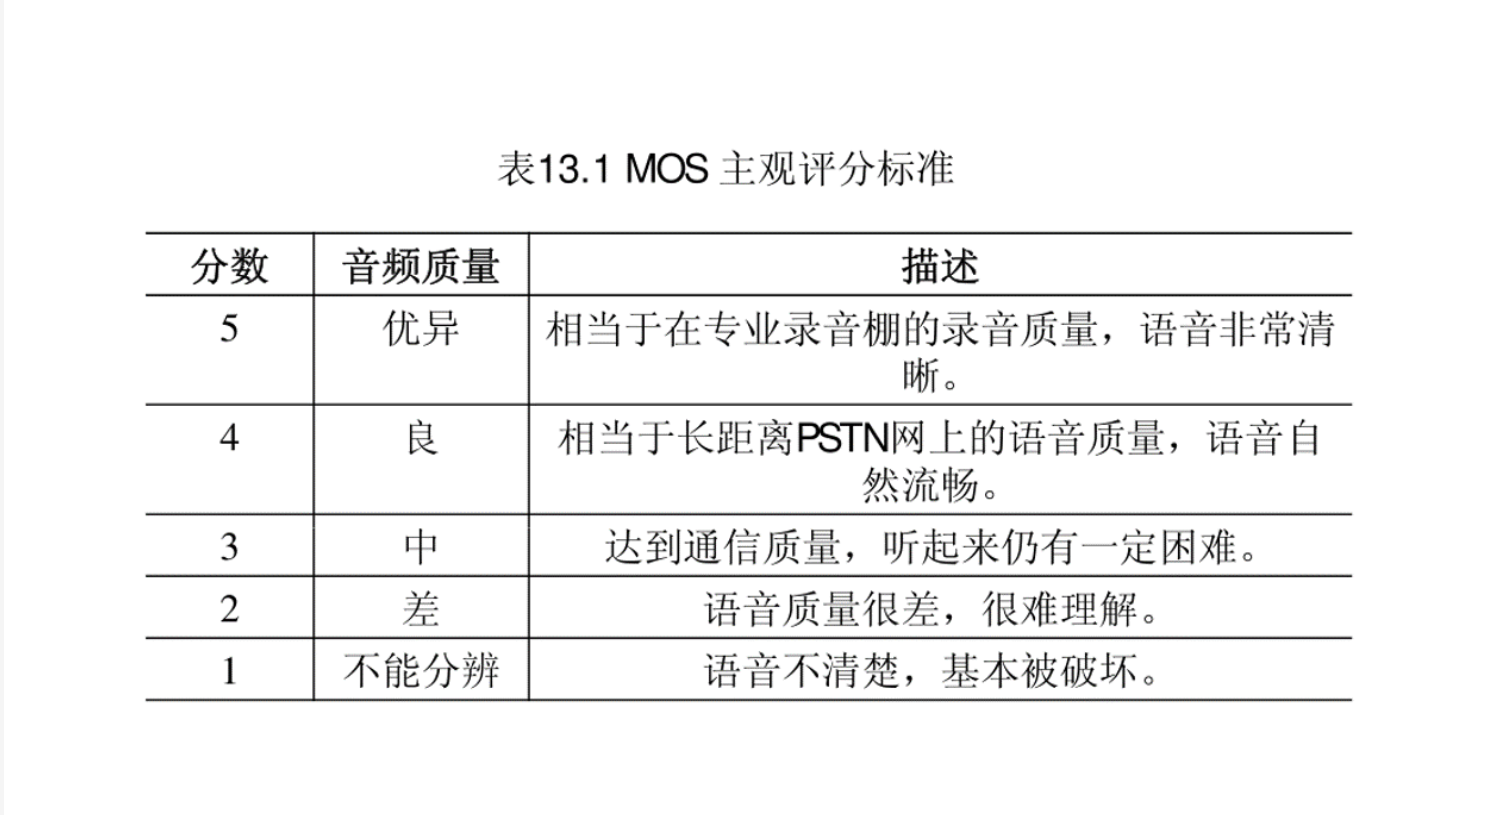 表13.1 MOS 主观评分标准
分数 音频质量 描述
5 优异 相当于在专业录音棚的录音质量，语音非常清
晰。
4 良 相当于长距离PSTN网上的语音质量，语音自
然流畅。
3 中 达到通信质量，听起来仍有一定困难。
2 差 语音质量很差，很难理解。
1 不能分辨 语音不清楚，基本被破坏。